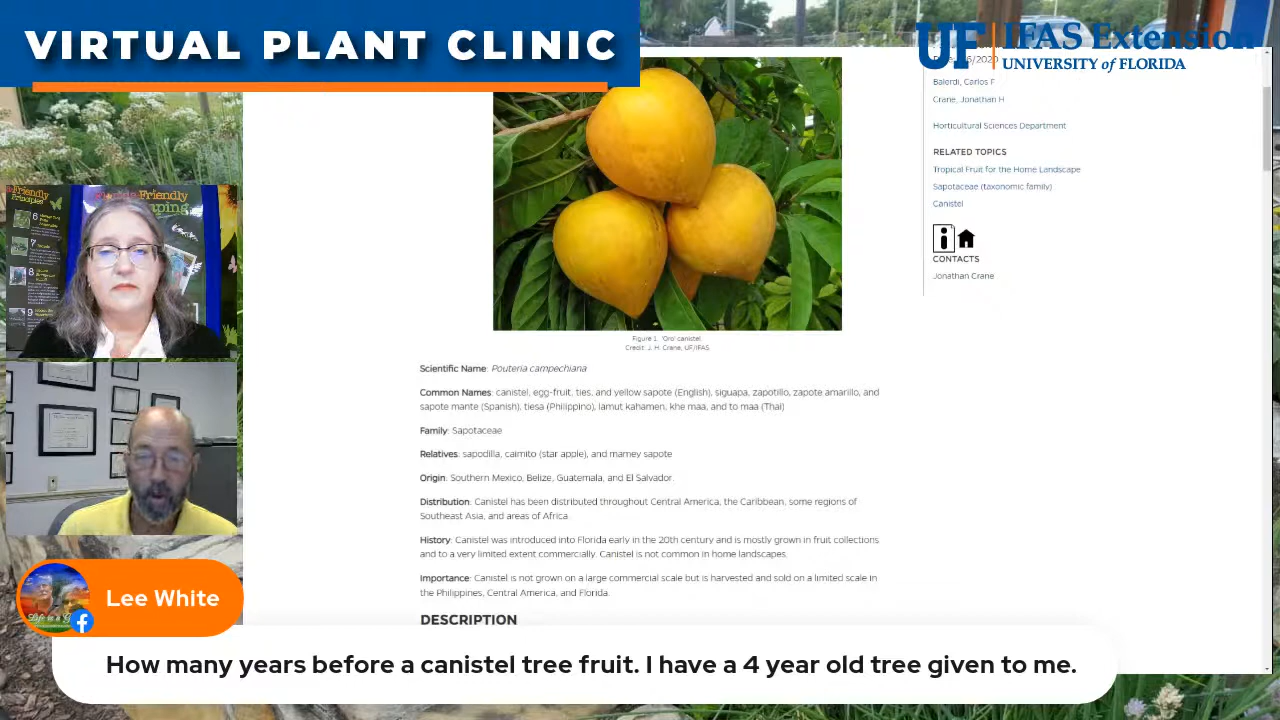 VIRTUAL PLANT CLINIC
UF IFAS Extension
UNIVERSITY of FLORIDA
Balerdi, Carlos F
Crane, Jonathan H
Horticultural Sciences Department
RELATED TOPICS
Tropical Fruit for the Home Landscape
Sapotaceae (taxonomic family)
Canistel
CONTACTS
Jonathan Crane
6
7
8
9
Figure 1. 'Oro' canistel.
Credit: J. H. Crane, UF/IFAS
Scientific Name: Pouteria campechiana
Common Names: canistel, egg-fruit, ties, and yellow sapote (English), siguapa, zapotillo, zapote amarillo, and
sapote mante (Spanish), tiesa (Philippino), lamut kahamen, khe maa, and to maa (Thai)
Family: Sapotaceae
Relatives: sapodilla, caimito (star apple), and mamey sapote
Origin: Southern Mexico, Belize, Guatemala, and El Salvador.
Distribution: Canistel has been distributed throughout Central America, the Caribbean, some regions of
Southeast Asia, and areas of Africa.
History: Canistel was introduced into Florida early in the 20th century and is mostly grown in fruit collections
and to a very limited extent commercially. Canistel is not common in home landscapes.
Importance: Canistel is not grown on a large commercial scale but is harvested and sold on a limited scale in
the Philippines, Central America, and Florida.
DESCRIPTION
Lee White
How many years before a canistel tree fruit. I have a 4 year old tree given to me.